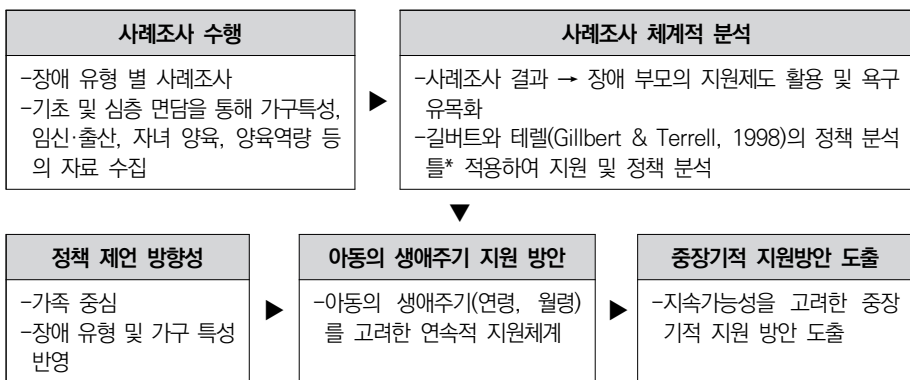 사례조사 수행
-장애 유형 별 사례조사
-기초 및 심층 면담을 통해 가구특성,
임신·출산, 자녀 양육, 양육역량 등
의 자료 수집
▶
사례조사 체계적 분석
-사례조사 결과 → 장애 부모의 지원제도 활용 및 욕구
유목화
-길버트와 테렐(Gillbert & Terrell, 1998)의 정책 분석
틀* 적용하여 지원 및 정책 분석
▼
정책 제언 방향성
-가족 중심
-장애 유형 및 가구 특성
반영
▶
아동의 생애주기 지원 방안
-아동의 생애주기(연령, 월령)
를 고려한 연속적 지원체계
▶
중장기적 지원방안 도출
-지속가능성을 고려한 중장
기적 지원 방안 도출